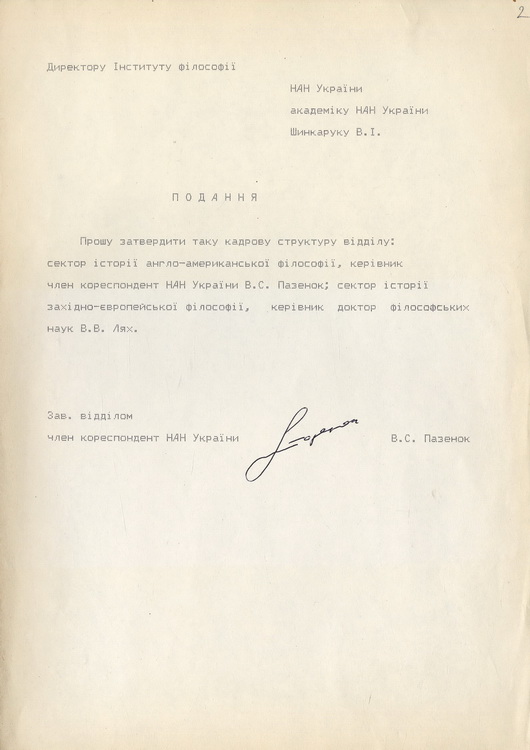 2
Директору Інституту філософії
НАН України
академіку НАН України
Шинкаруку В.І.
П О Д А Н Н Я
Прошу затвердити таку кадрову структуру відділу:
сектор історії англо-американської філософії, керівник
член кореспондент НАН України В.С. Пазенок; сектор історії
західно-європейської філософії, керівник доктор філософських
наук В.В. Лях.
Зав. відділом
член кореспондент НАН України В.С. Пазенок